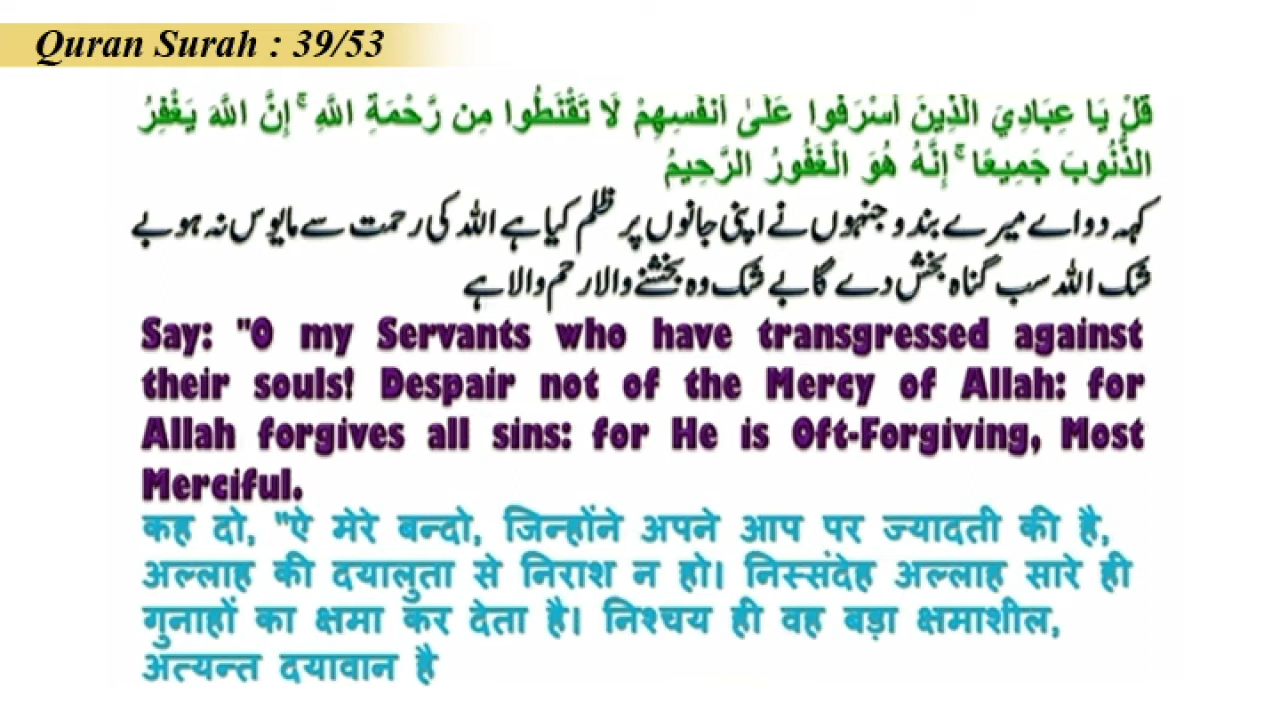 Quran Surah : 39/53
قُلْ يَا عِبَادِيَ الَّذِينَ أَسْرَفُوا عَلَىٰ أَنفُسِهِمْ لَا تَقْنَطُوا مِن رَّحْمَةِ اللَّهِ ۚ إِنَّ اللَّهَ يَغْفِرُ
الذُّنُوبَ جَمِيعًا ۚ إِنَّهُ هُوَ الْغَفُورُ الرَّحِيمُ
کہہ دو اے میرے بندو جنہوں نے اپنی جانوں پر ظلم کیا ہے اللہ کی رحمت سے مایوس نہ ہو بے
شک اللہ سب گناہ بخش دے گا بے شک وہ بخشنے والا رحم والا ہے
Say: "O my Servants who have transgressed against
their souls! Despair not of the Mercy of Allah: for
Allah forgives all sins: for He is Oft-Forgiving, Most
Merciful.
कह दो, "ऐ मेरे बन्दो, जिन्होंने अपने आप पर ज्यादती की है,
अल्लाह की दयालुता से निराश न हो। निस्संदेह अल्लाह सारे ही
गुनाहों का क्षमा कर देता है। निश्चय ही वह बड़ा क्षमाशील,
अत्यन्त दयावान है